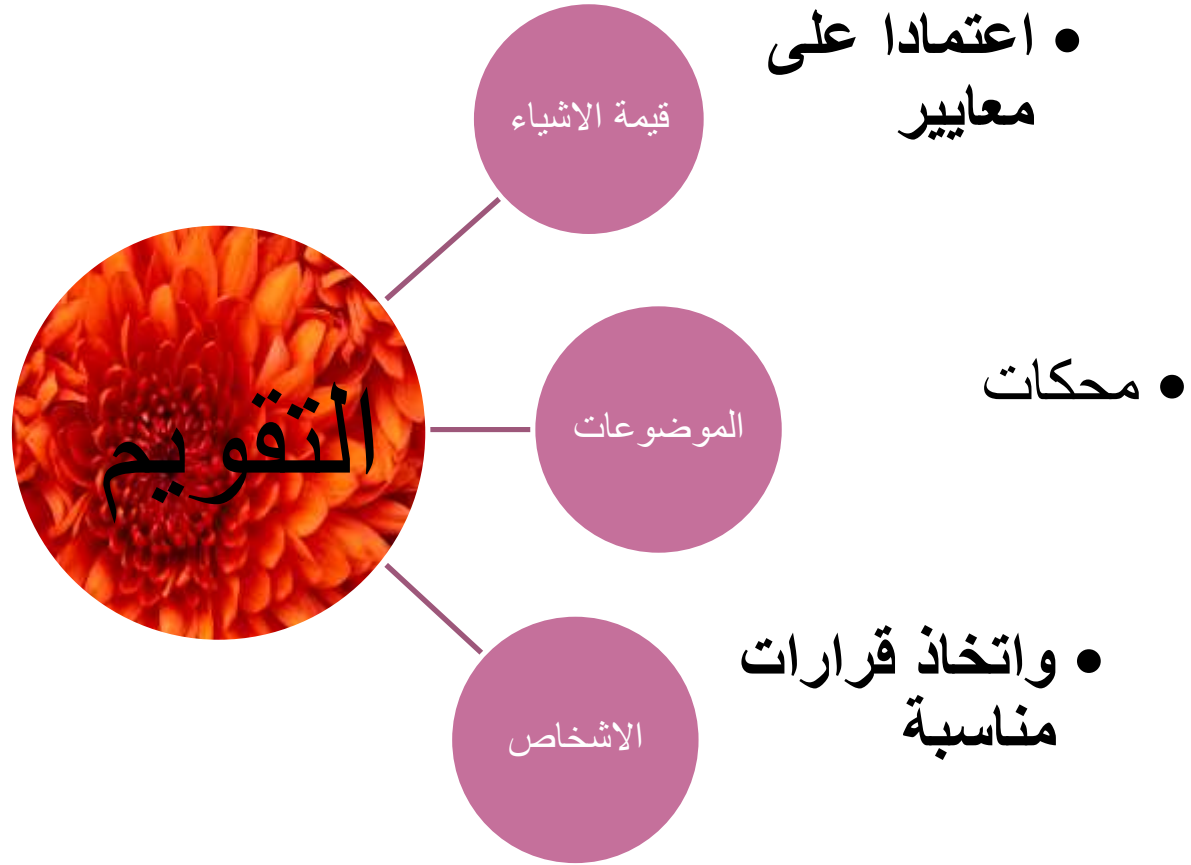 التقويم
قيمة الاشياء
• اعتمادا على
معايير
الموضوعات
• محكات
الاشخاص
• واتخاذ قرارات
مناسبة